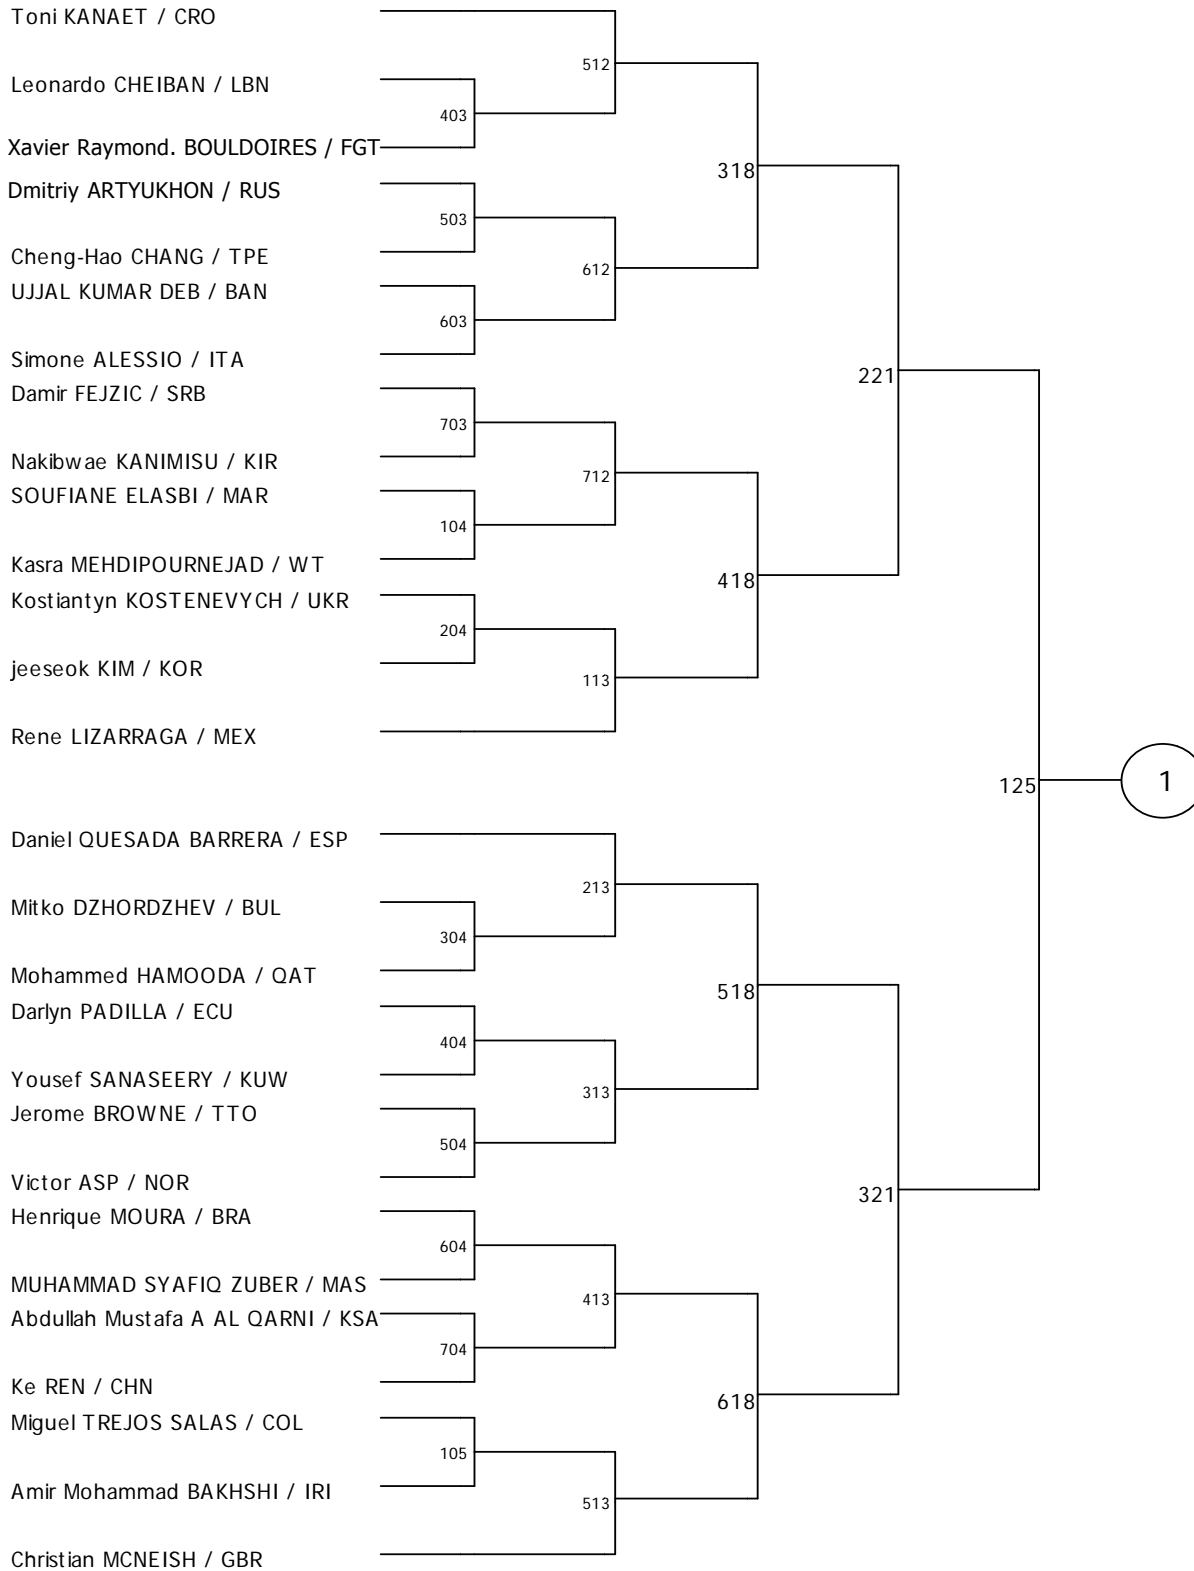 Toni KANAET / CRO
512
Leonardo CHEIBAN / LBN
403
Xavier Raymond. BOULDOIRES / FGT
318
Dmitriy ARTYUKHON / RUS
503
Cheng-Hao CHANG / TPE
612
UJJAL KUMAR DEB / BAN
603
Simone ALESSIO / ITA
221
Damir FEJZIC / SRB
703
Nakibwae KANIMISU / KIR
712
SOUFIANE ELASBI / MAR
104
Kasra MEHDIPOURNEJAD / WT
418
Kostiantyn KOSTENEVYCH / UKR
204
jeeseok KIM / KOR
113
Rene LIZARRAGA / MEX
125
1
Daniel QUESADA BARRERA / ESP
213
Mitko DZHORDZHEV / BUL
304
Mohammed HAMOODA / QAT
518
Darlyn PADILLA / ECU
404
Yousef SANASEERY / KUW
313
Jerome BROWNE / TTO
504
Victor ASP / NOR
321
Henrique MOURA / BRA
604
MUHAMMAD SYAFIQ ZUBER / MAS
413
Abdullah Mustafa A AL QARNI / KSA
704
Ke REN / CHN
618
Miguel TREJOS SALAS / COL
105
Amir Mohammad BAKHSHI / IRI
513
Christian MCNEISH / GBR